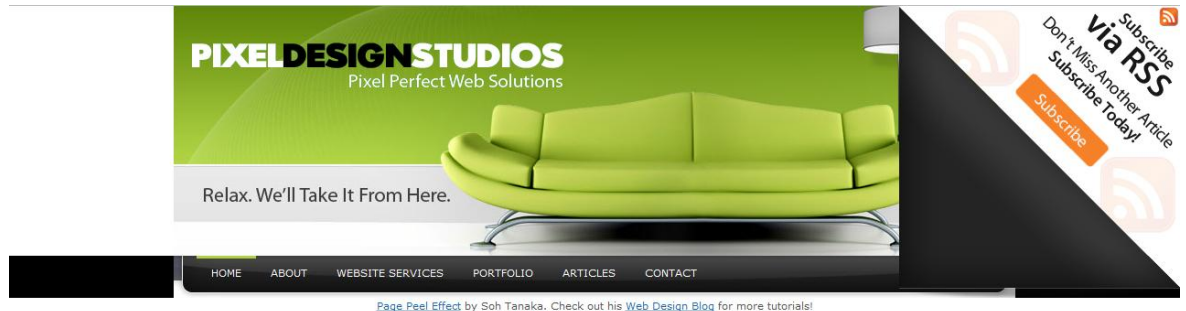 PIXELDESIGNSTUDIOS
Pixel Perfect Web Solutions
Relax. We'll Take It From Here.
Subscribe
via RSS
Don't Miss Another Article
Subscribe Today!
Subscribe
HOME ABOUT WEBSITE SERVICES PORTFOLIO ARTICLES CONTACT
Page Peel Effect by Soh Tanaka. Check out his Web Design Blog for more tutorials!